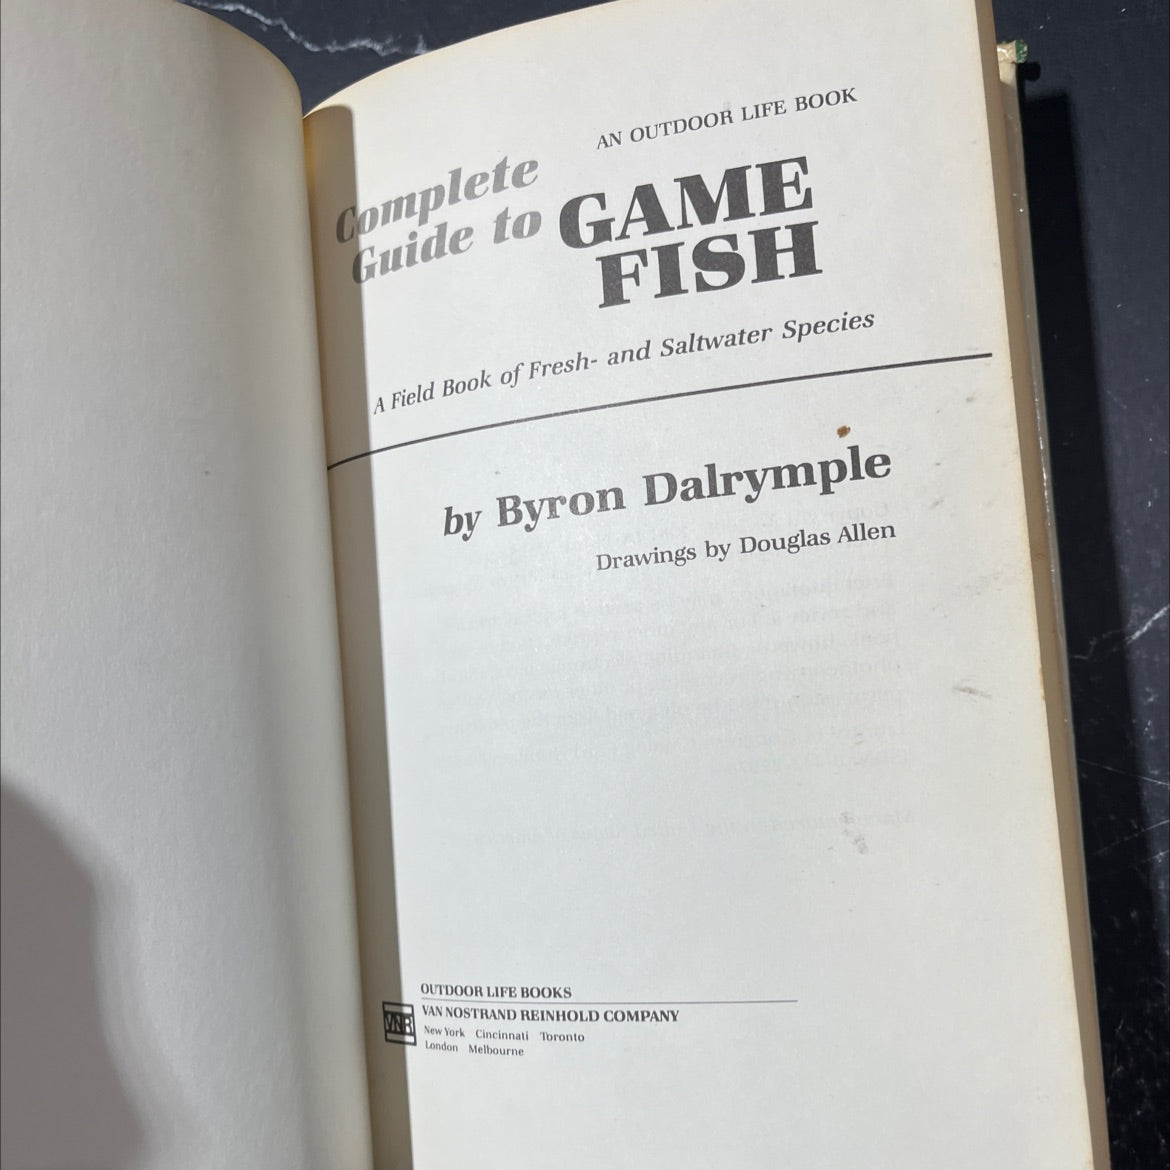 AN OUTDOOR LIFE BOOK
Complete
Guide to GAME
FISH
A Field Book of Fresh- and Saltwater Species
by Byron Dalrymple
Drawings by Douglas Allen
OUTDOOR LIFE BOOKS
VNR
VAN NOSTRAND REINHOLD COMPANY
New York Cincinnati Toronto
London Melbourne